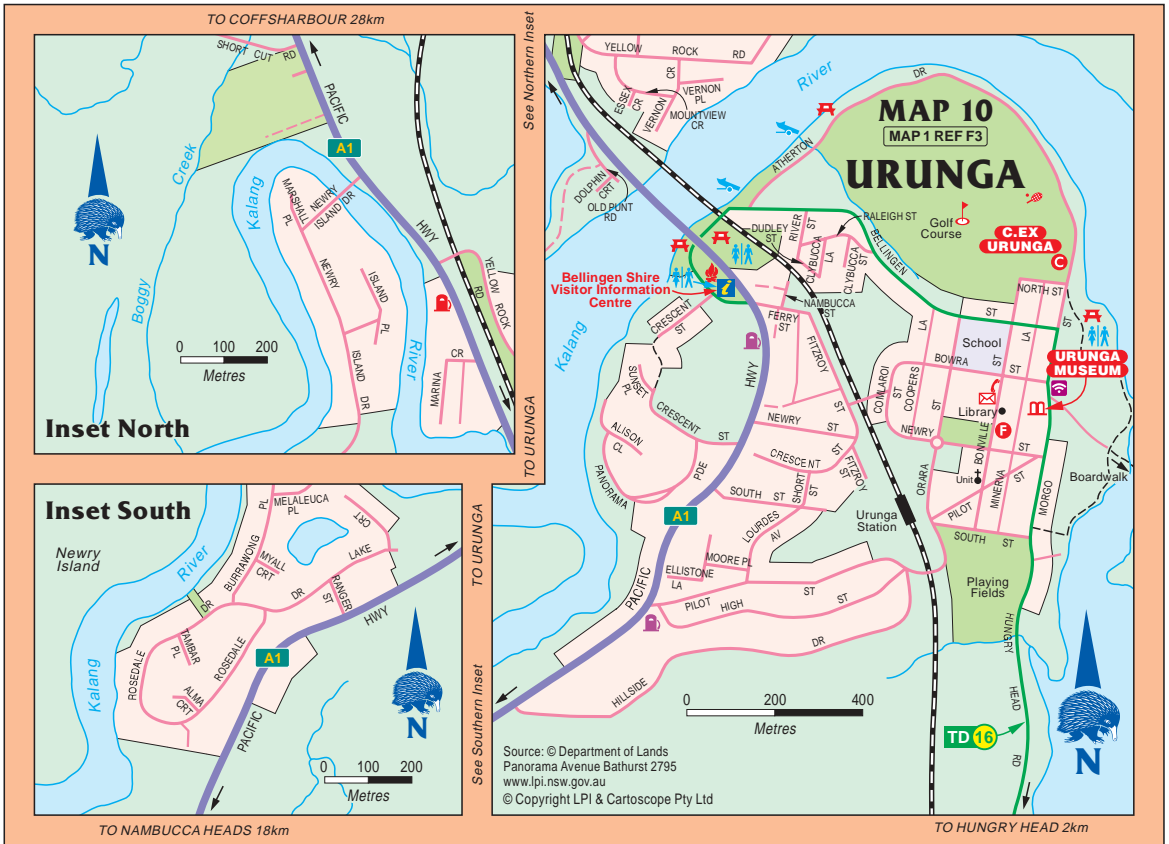 TO COFFSHARBOUR 28km
SHORT CUT RD
PACIFIC
A1
HWY
Creek
Boggy
Kalang
River
MARSHALL PL
NEWRY
ISLAND DR
NEWRY
ISLAND PL
ISLAND DR
YELLOW ROCK
RD
MARINA
CR
N
0 100 200
Metres
Inset North
See Northern Inset
TO URUNGA
Inset South
Newry
Island
River
Kalang
MELALEUCA
PL
PL
CRT
LAKE
BURRAWONG
DR
MYALL
CRT
DR
RANGER
ST
HWY
TAMBAR
PL
ROSEDALE
ROSEDALE
ALMA
CRT
A1
PACIFIC
N
0 100 200
Metres
TO NAMBUCCA HEADS 18km
TO URUNGA
See Southern Inset
MAP 10
MAP 1 REF F3
URUNGA
YELLOW ROCK RD
CR
ESSEX
CR
VERNON
VERNON
PL
MOUNTVIEW
CR
River
DR
ATHERTON
DOLPHIN
CRT
OLD PUNT
RD
Golf
Course
C.EX
URUNGA
C
DUDLEY
ST
RIVER
ST
RALEIGH ST
CLYBUCCA
LA
CLYBUCCA
ST
BELLINGEN
ST
NORTH ST
ST
Bellingen Shire
Visitor Information
Centre
i
NAMBUCCA
ST
CRESCENT
ST
FERRY
ST
FITZROY
ST
Kalang
HWY
School
LA
LA
BOWRA
ST
ST
URUNGA
MUSEUM
COMLAROI
ST
COOPERS
ST
Library
F
NEWRY
ST
BONVILLE
Unit
MINERVA
ST
PILOT
ORARA
MORGO
Boardwalk
SUNSET
PL
CRESCENT
ST
ALISON
CL
PANORAMA
PDE
NEWRY
ST
CRESCENT
ST
FITZROY
ST
SHORT
ST
SOUTH ST
LOURDES
AV
Urunga
Station
SOUTH ST
A1
MOORE PL
ELLISTONE
LA
PACIFIC
PILOT
HIGH
ST
ST
DR
HILLSIDE
Playing
Fields
HUNGRY
HEAD
RD
TD 16
N
0 200 400
Metres
Source: © Department of Lands
Panorama Avenue Bathurst 2795
www.lpi.nsw.gov.au
© Copyright LPI & Cartoscope Pty Ltd
TO HUNGRY HEAD 2km